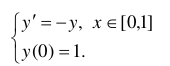 y′ = −y, x ∈ [0,1]
y(0) = 1.